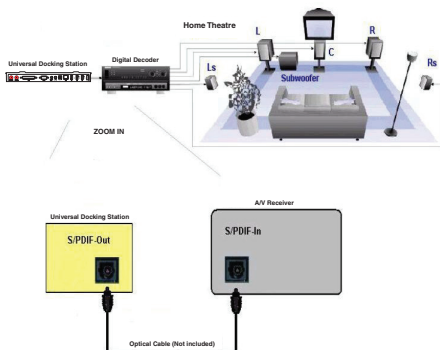 Home Theatre
L
R
C
Universal Docking Station
Digital Decoder
Ls
Subwoofer
Rs
ZOOM IN
Universal Docking Station
A/V Receiver
S/PDIF-Out
S/PDIF-In
Optical Cable (Not included)